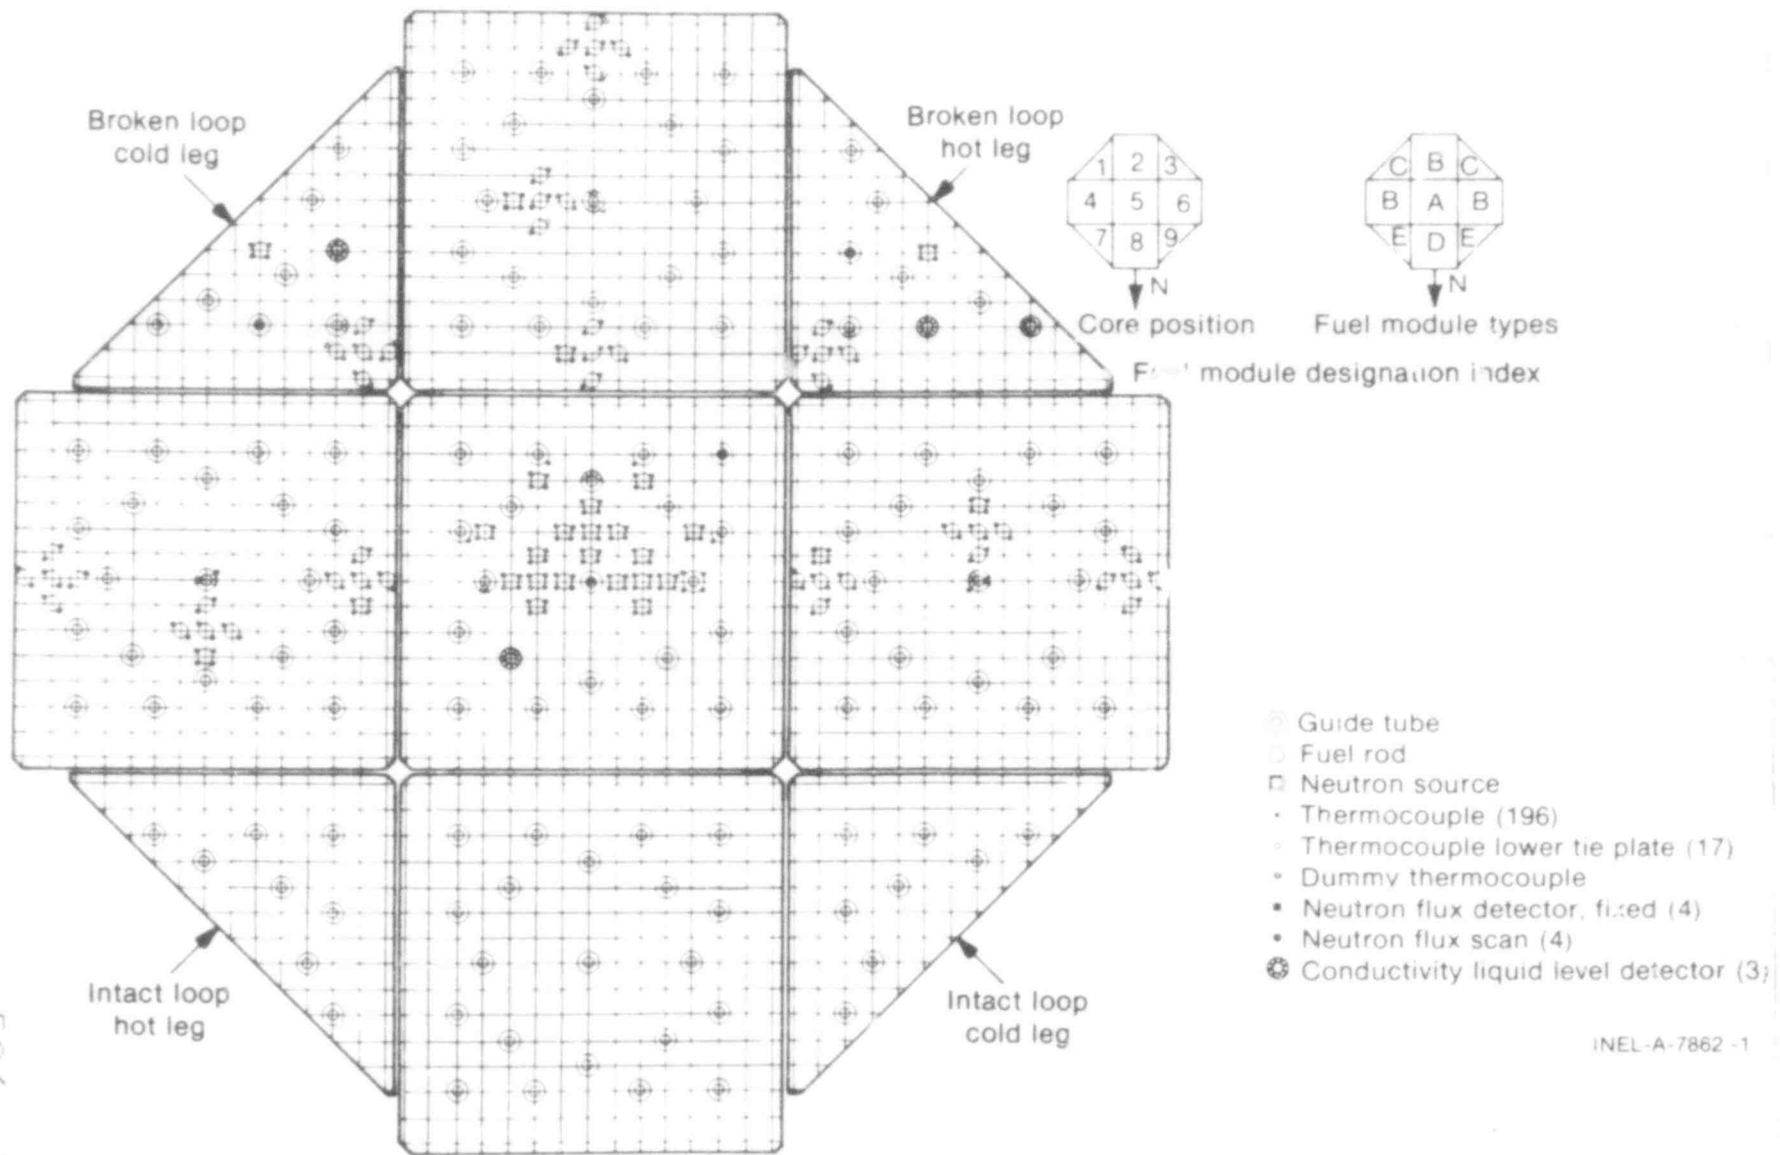 Broken loop
cold leg
Broken loop
hot leg
1 2 3
4 5 6
7 8 9
N
Core position
C B C
B A B
E D E
N
Fuel module types
module designation index
Guide tube
Fuel rod
Neutron source
Thermocouple (196)
Thermocouple lower tie plate (17)
Dummy thermocouple
Neutron flux detector, fixed (4)
Neutron flux scan (4)
Conductivity liquid level detector (3)
Intact loop
hot leg
Intact loop
cold leg
INEL-A-7862-1